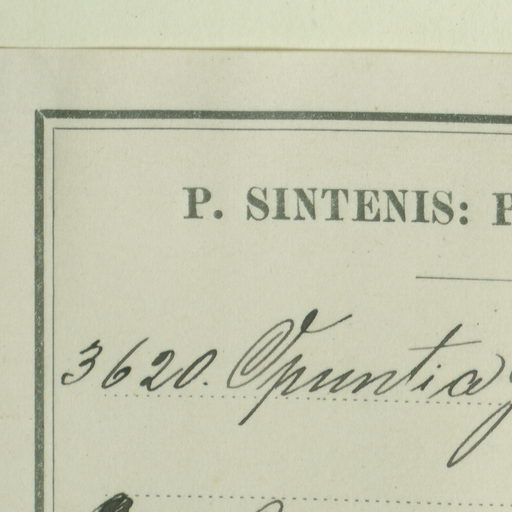 P. SINTENIS: P
3620. Opuntia